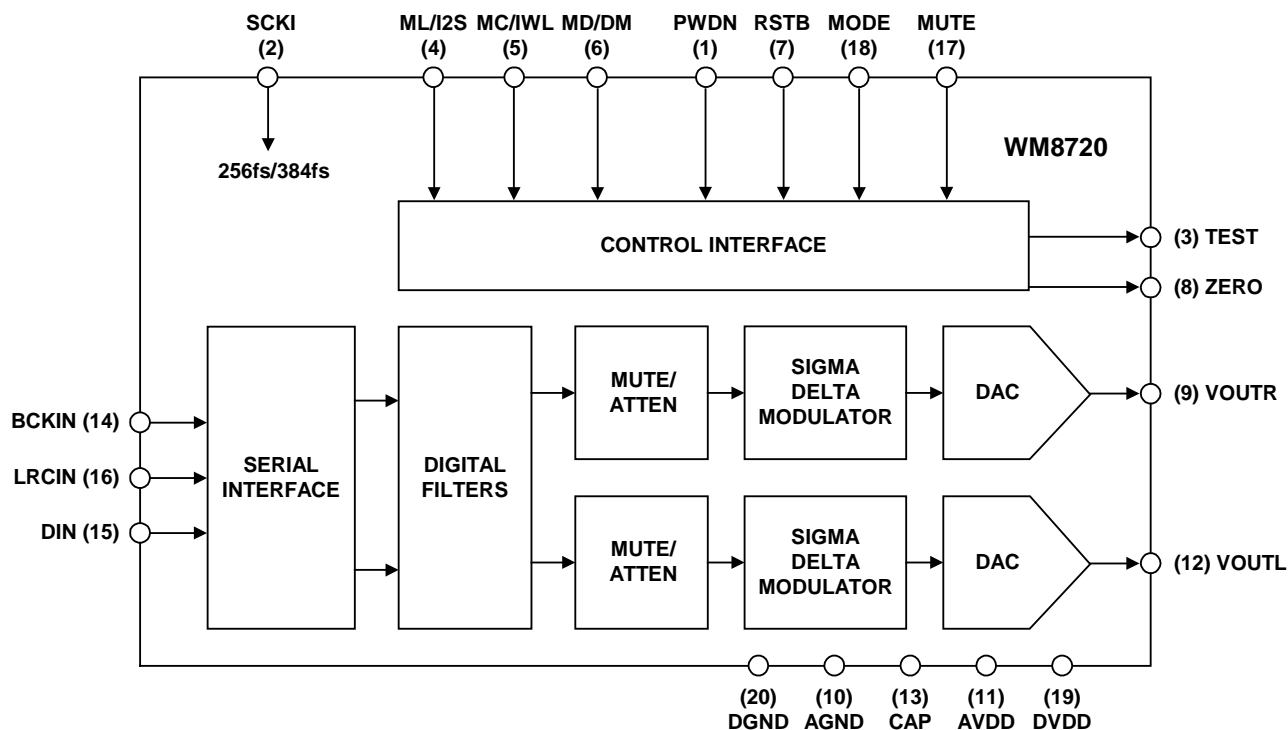 SCKI
(2)
ML/I2S
(4)
MC/IWL
(5)
MD/DM
(6)
PWDN
(1)
RSTB
(7)
MODE
(18)
MUTE
(17)
WM8720
256fs/384fs
CONTROL INTERFACE
(3) TEST
(8) ZERO
BCKIN (14)
LRCIN (16)
DIN (15)
SERIAL
INTERFACE
DIGITAL
FILTERS
MUTE/
ATTEN
SIGMA
DELTA
MODULATOR
DAC
(9) VOUTR
MUTE/
ATTEN
SIGMA
DELTA
MODULATOR
DAC
(12) VOUTL
(20)
DGND
(10)
AGND
(13)
CAP
(11)
AVDD
(19)
DVDD